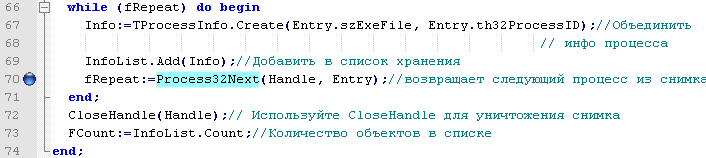 66 while (fRepeat) do begin
67 Info:=TProcessInfo.Create(Entry.szExeFile, Entry.th32ProcessID);//Объединить
68 // инфо процесса
69 InfoList.Add(Info);//Добавить в список хранения
70 fRepeat:=Process32Next(Handle, Entry);//возвращает следующий процесс из снимка
71 end;
72 CloseHandle(Handle);// Используйте CloseHandle для уничтожения снимка
73 FCount:=InfoList.Count;//Количество объектов в списке
74 end;